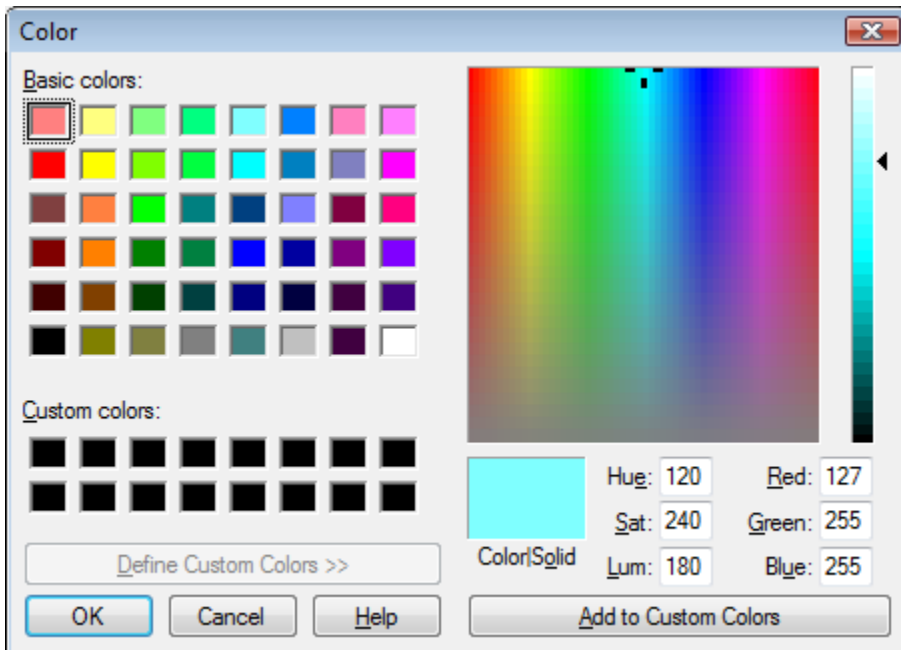 Color
Basic colors:
Custom colors:
Define Custom Colors >>
OK Cancel Help
Color|Solid
Hue: 120 Red: 127
Sat: 240 Green: 255
Lum: 180 Blue: 255
Add to Custom Colors